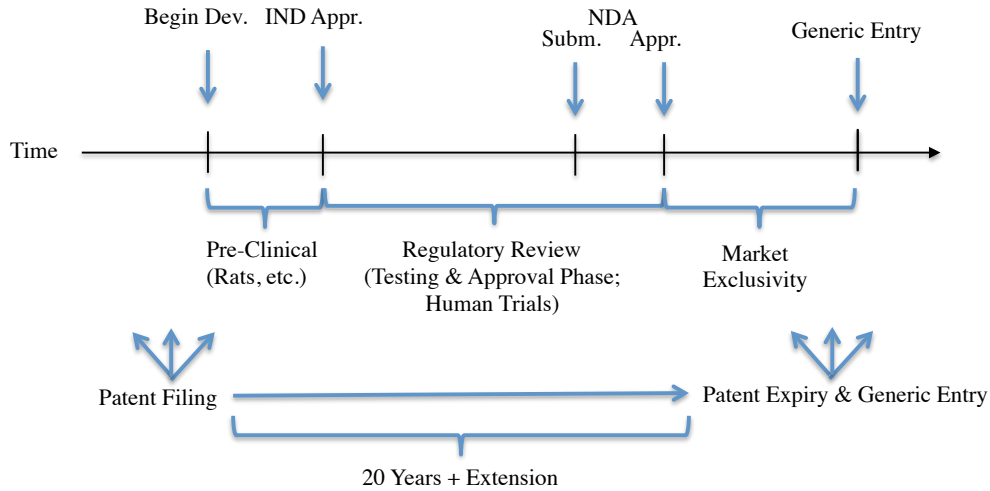 Begin Dev.
IND Appr.
NDA
Subm.
Appr.
Generic Entry
Time
Pre-Clinical
(Rats, etc.)
Regulatory Review
(Testing & Approval Phase;
Human Trials)
Market
Exclusivity
Patent Filing
Patent Expiry & Generic Entry
20 Years + Extension